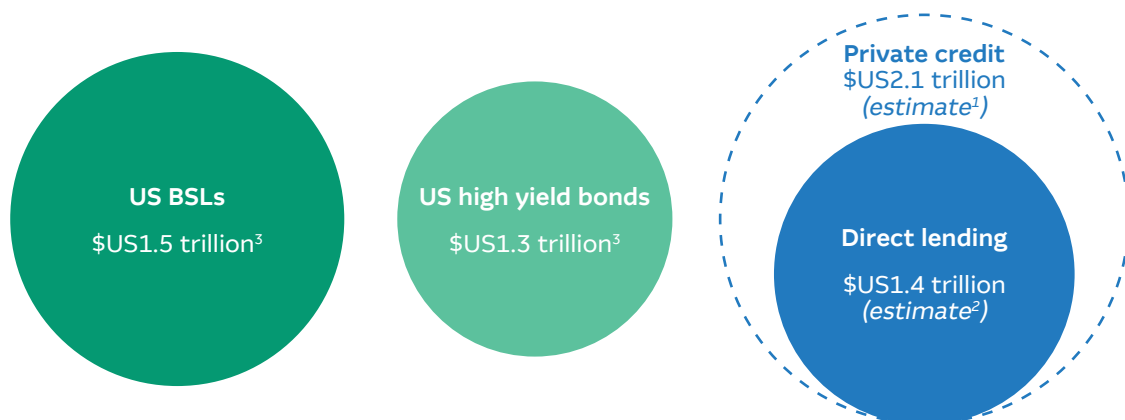 US BSLs
$US1.5 trillion³
US high yield bonds
$US1.3 trillion³
Private credit
$US2.1 trillion
(estimate¹)
Direct lending
$US1.4 trillion
(estimate²)